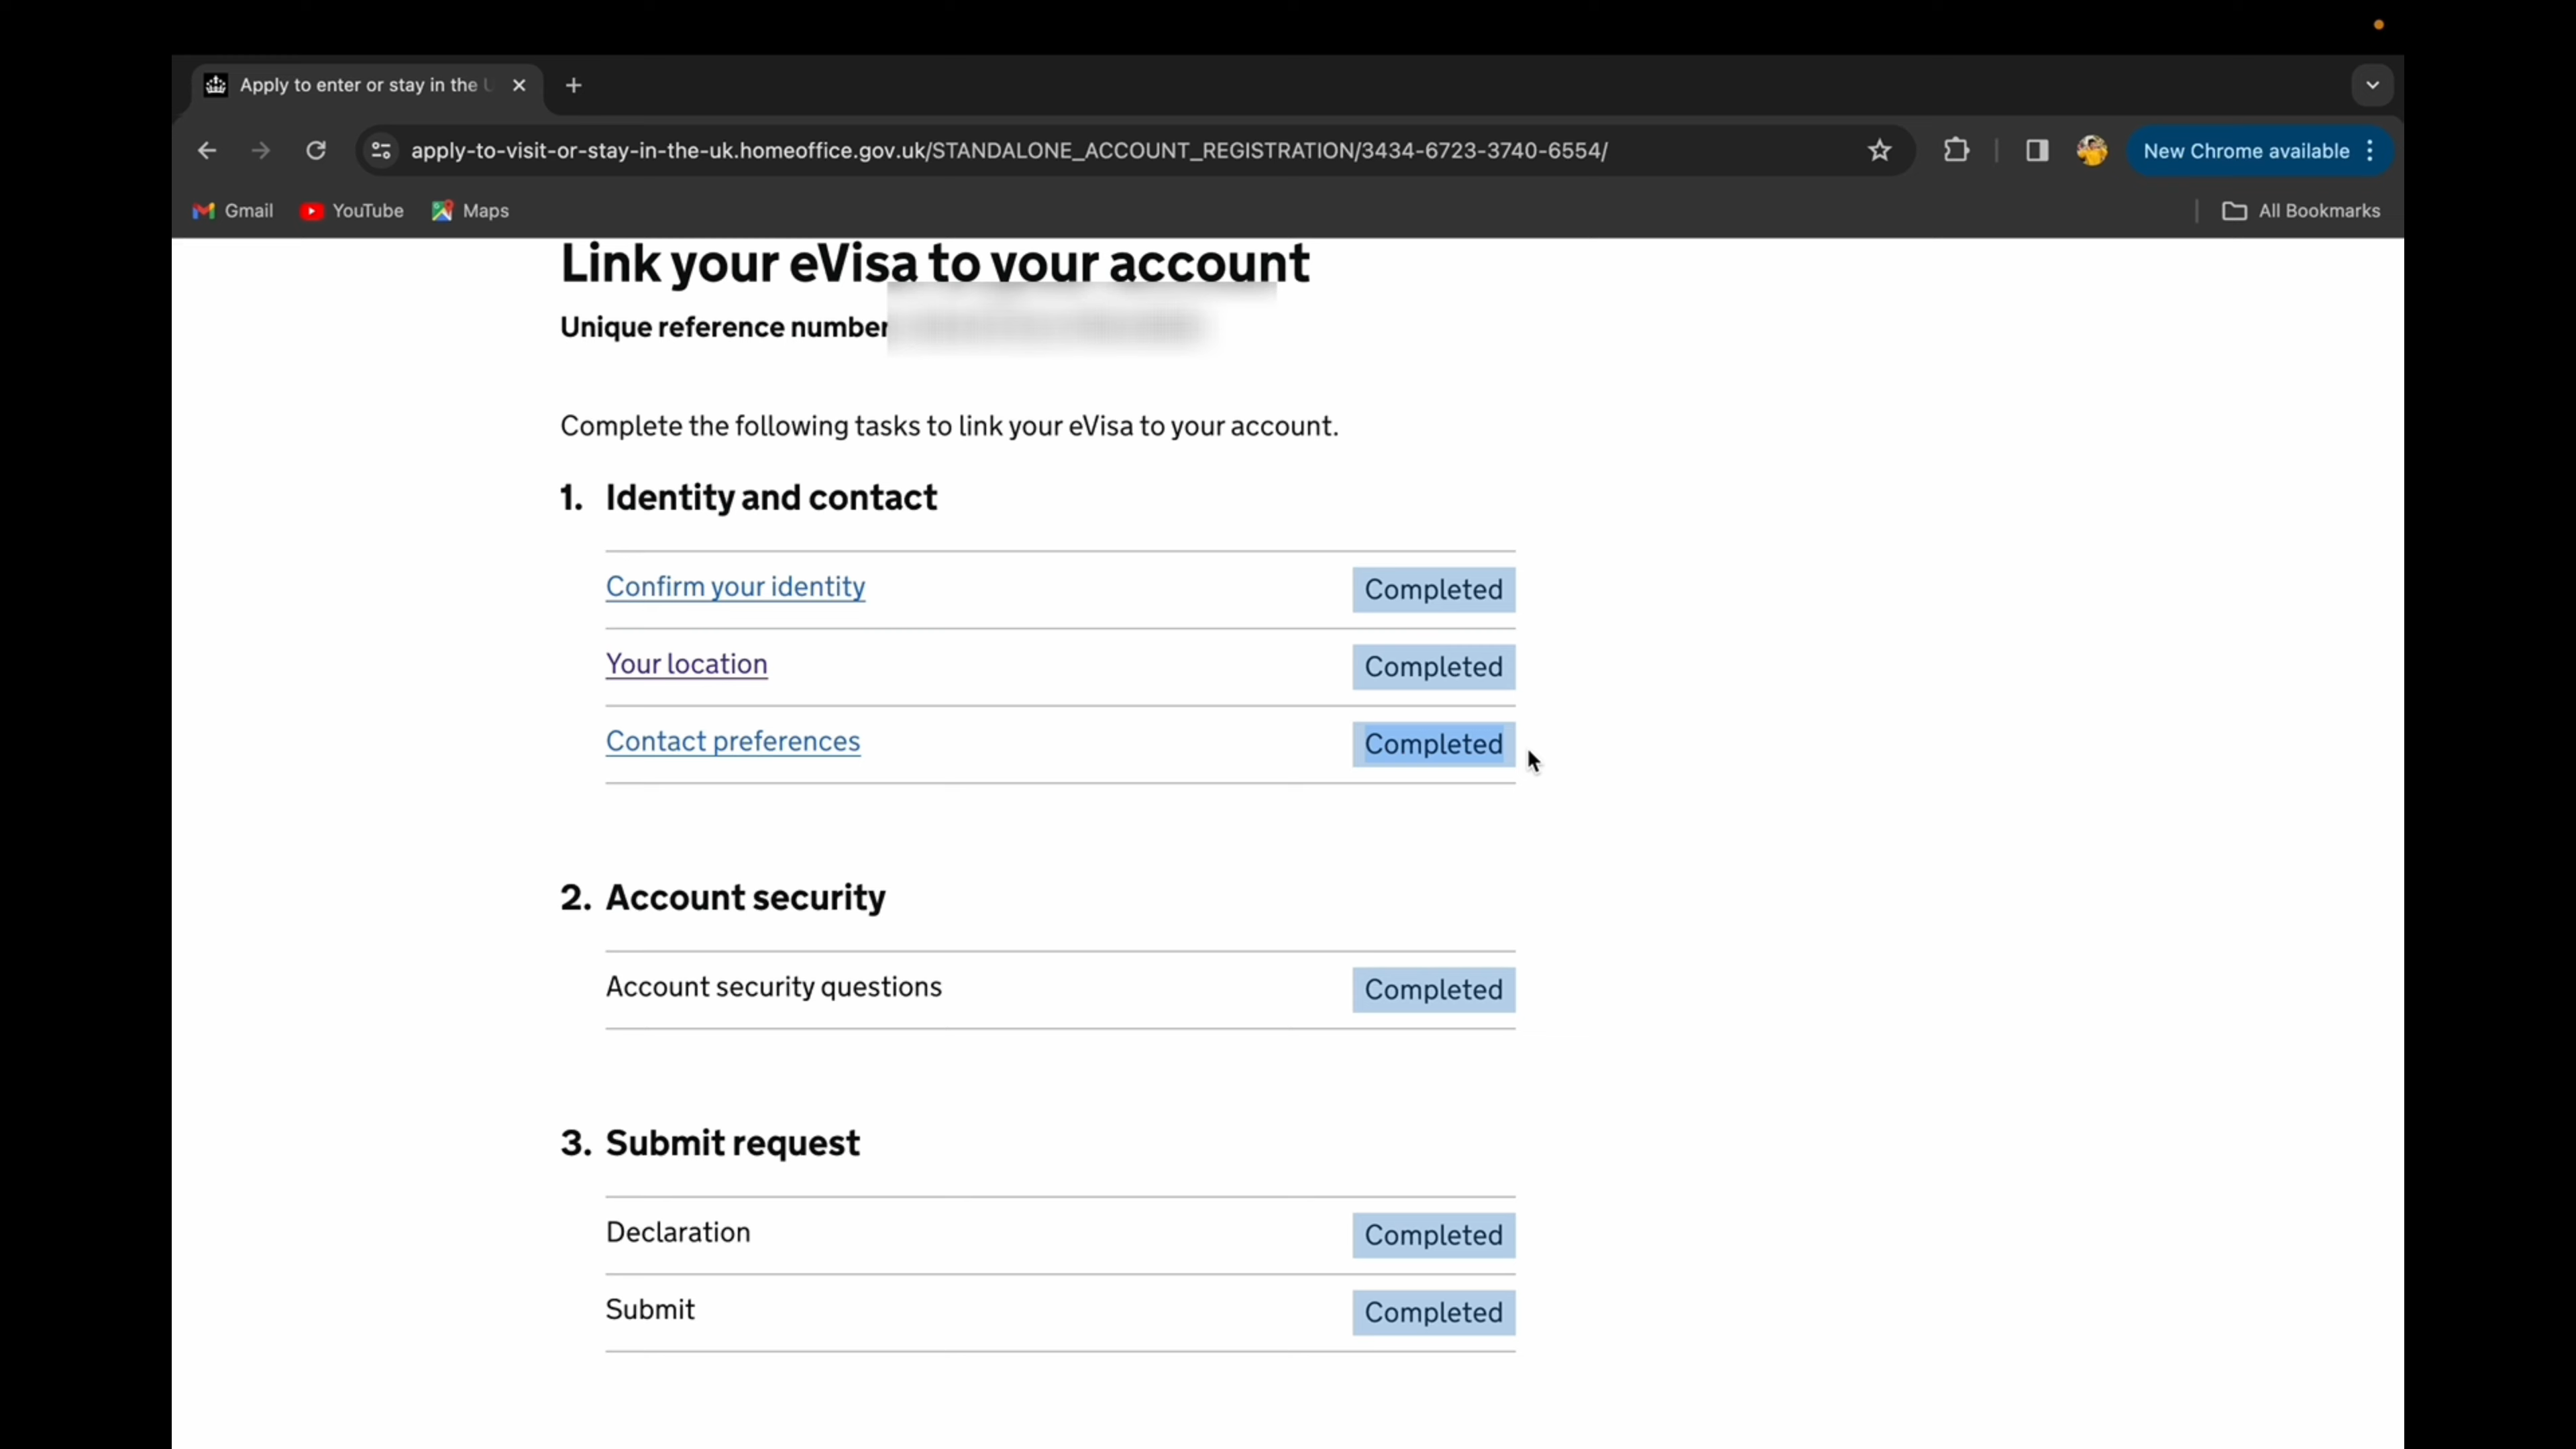 Apply to enter or stay in the U
apply-to-visit-or-stay-in-the-uk.homeoffice.gov.uk/STANDALONE_ACCOUNT_REGISTRATION/3434-6723-3740-6554/
New Chrome available
Gmail
YouTube
Maps
All Bookmarks
Link your eVisa to your account
Unique reference number
Complete the following tasks to link your eVisa to your account.
1. Identity and contact
Confirm your identity Completed
Your location Completed
Contact preferences Completed
2. Account security
Account security questions Completed
3. Submit request
Declaration Completed
Submit Completed